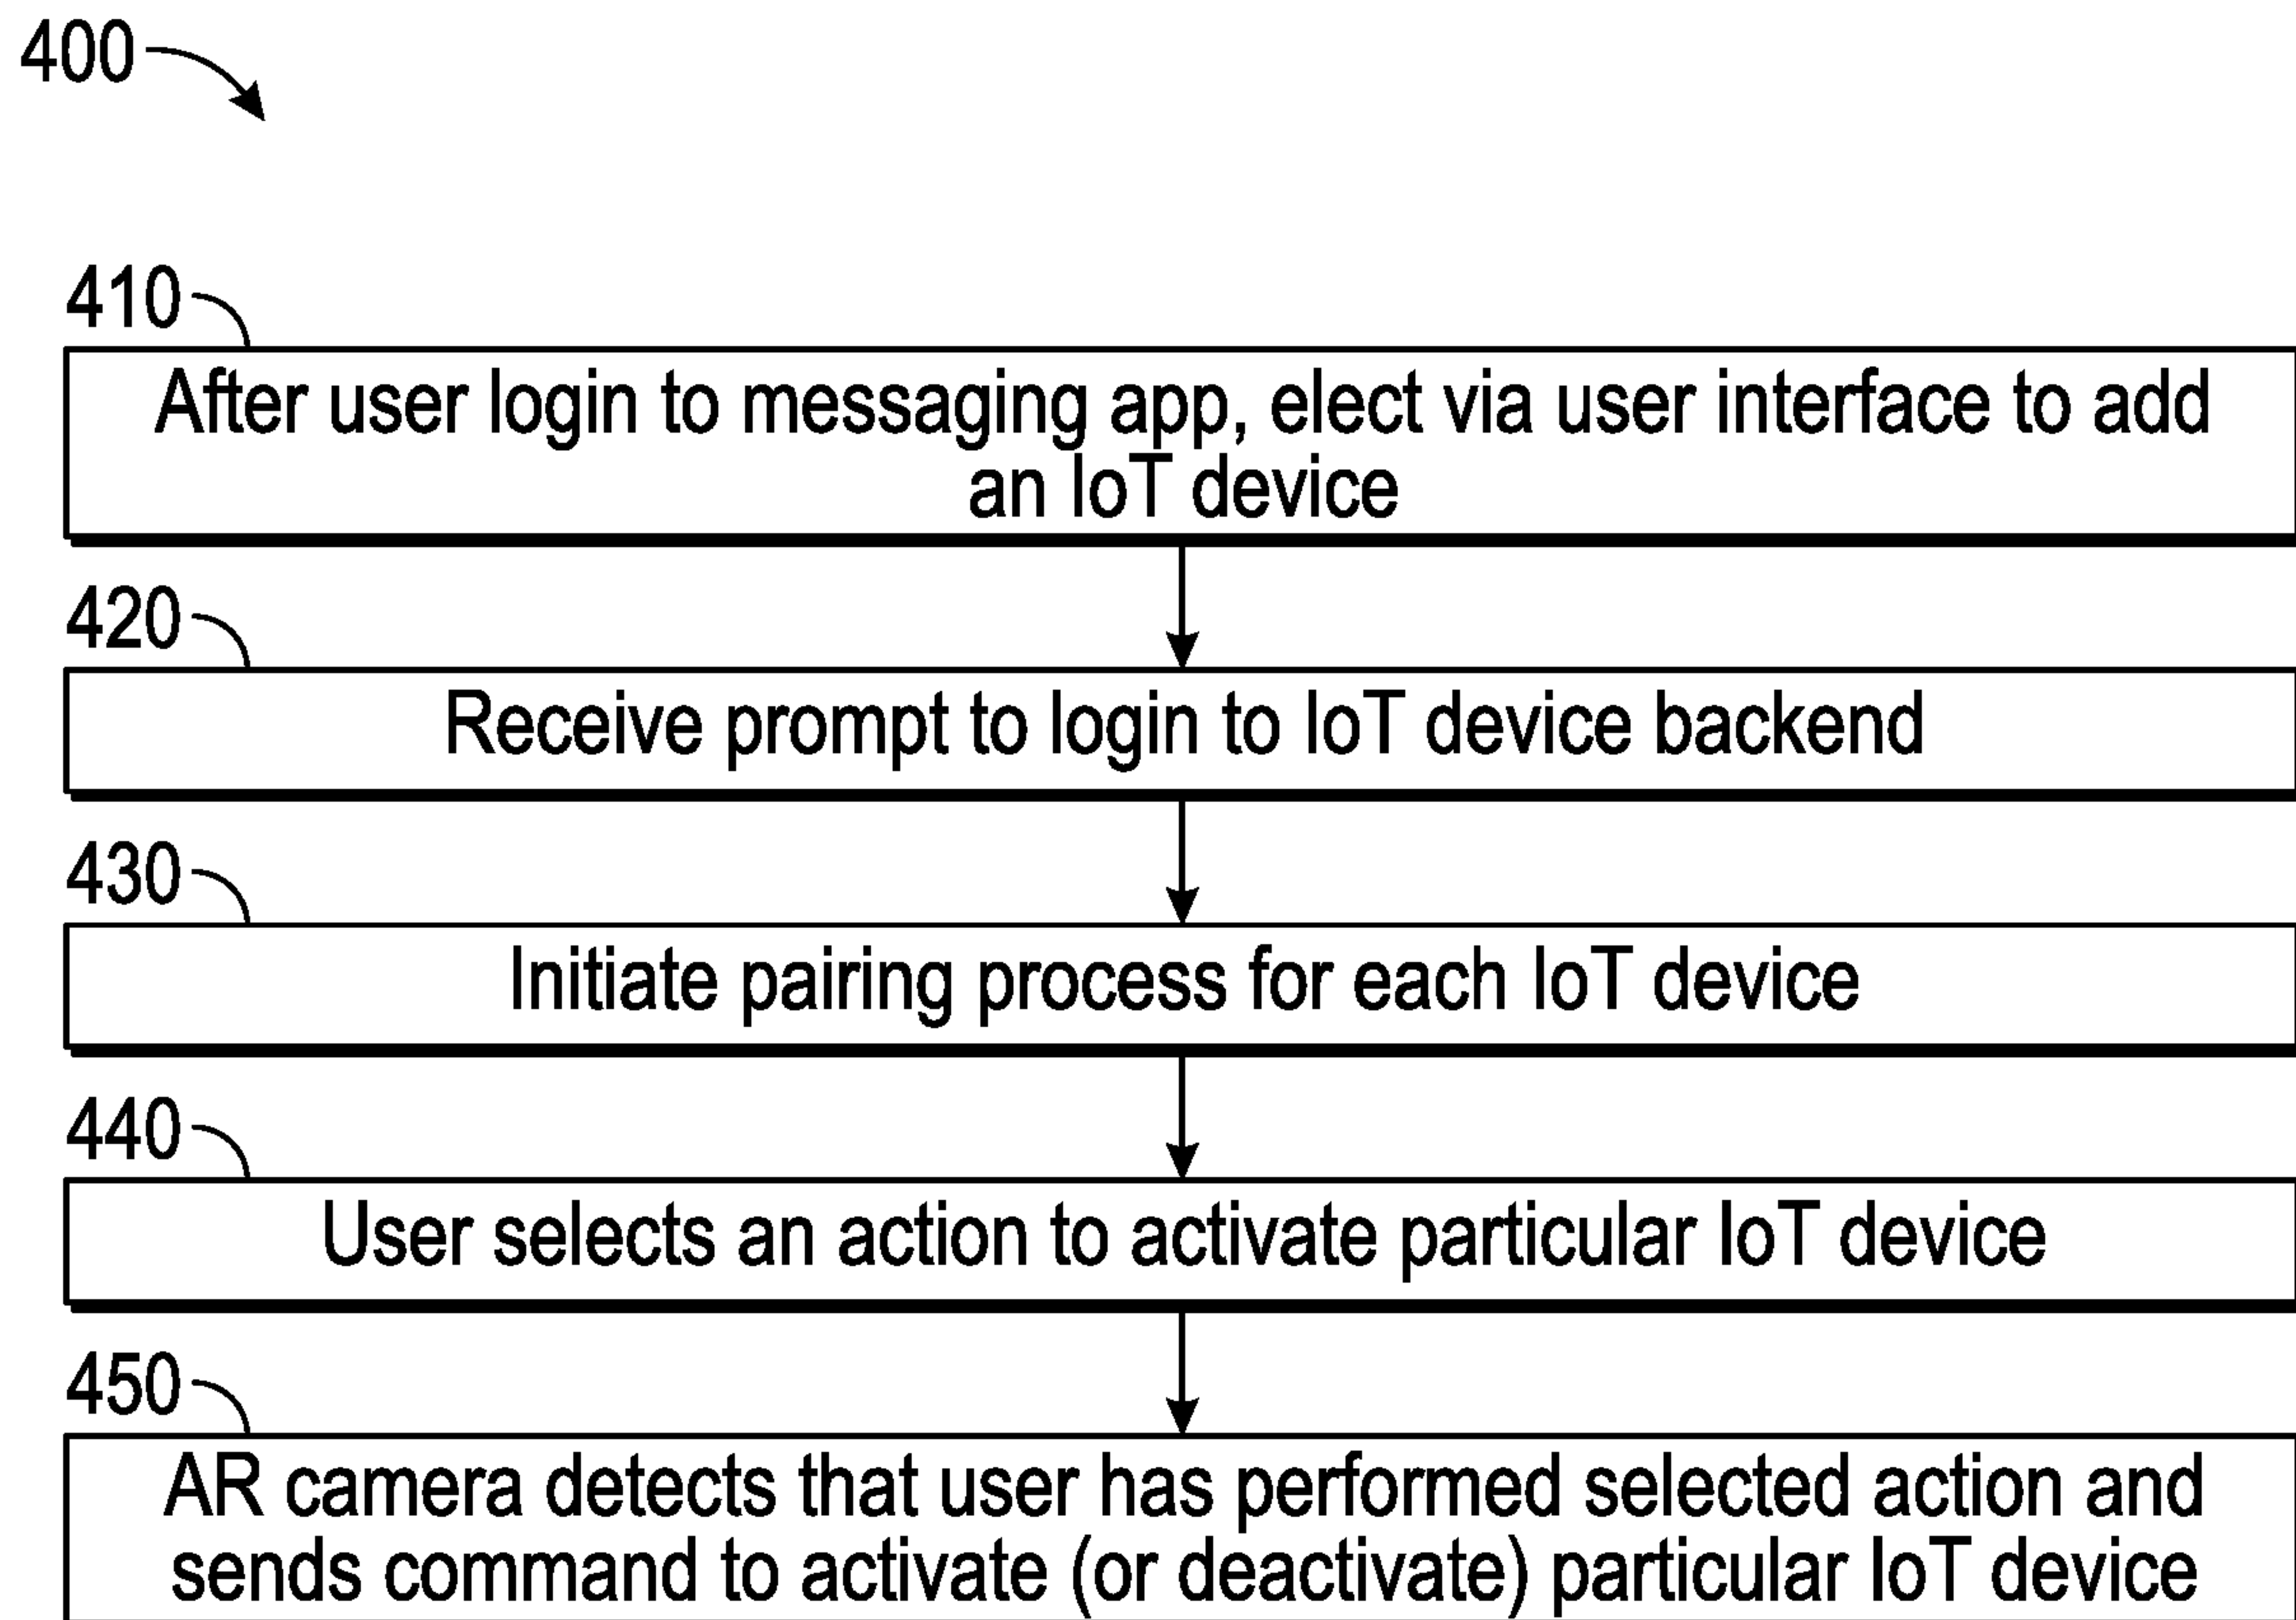 400
410
After user login to messaging app, elect via user interface to add
an IoT device
420
Receive prompt to login to IoT device backend
430
Initiate pairing process for each IoT device
440
User selects an action to activate particular IoT device
450
AR camera detects that user has performed selected action and
sends command to activate (or deactivate) particular IoT device